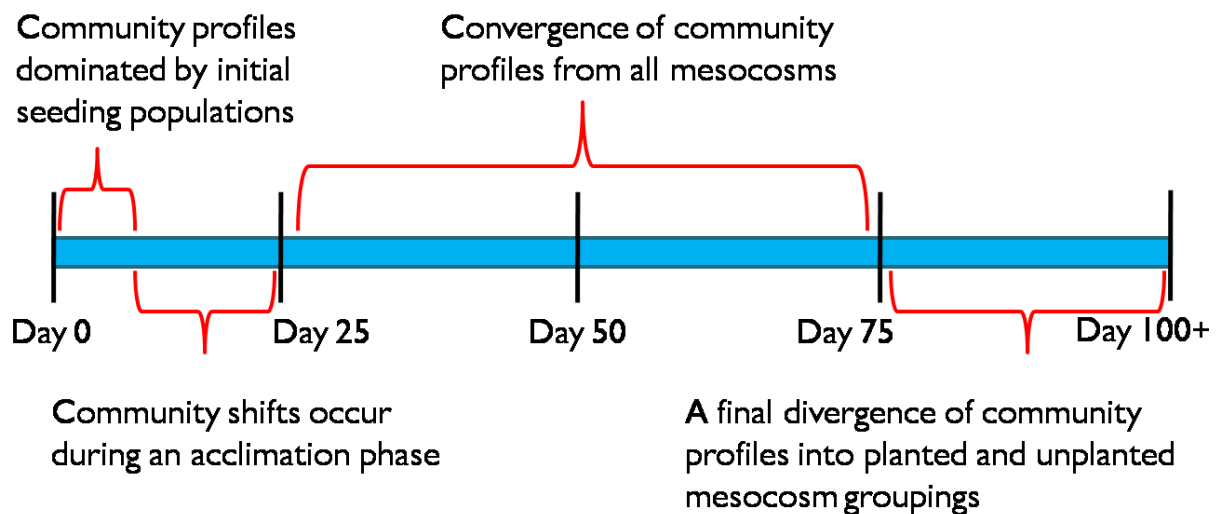 Community profiles
dominated by initial
seeding populations
Convergence of community
profiles from all mesocosms
Day 0
Day 25
Day 50
Day 75
Day 100+
Community shifts occur
during an acclimation phase
A final divergence of community
profiles into planted and unplanted
mesocosm groupings